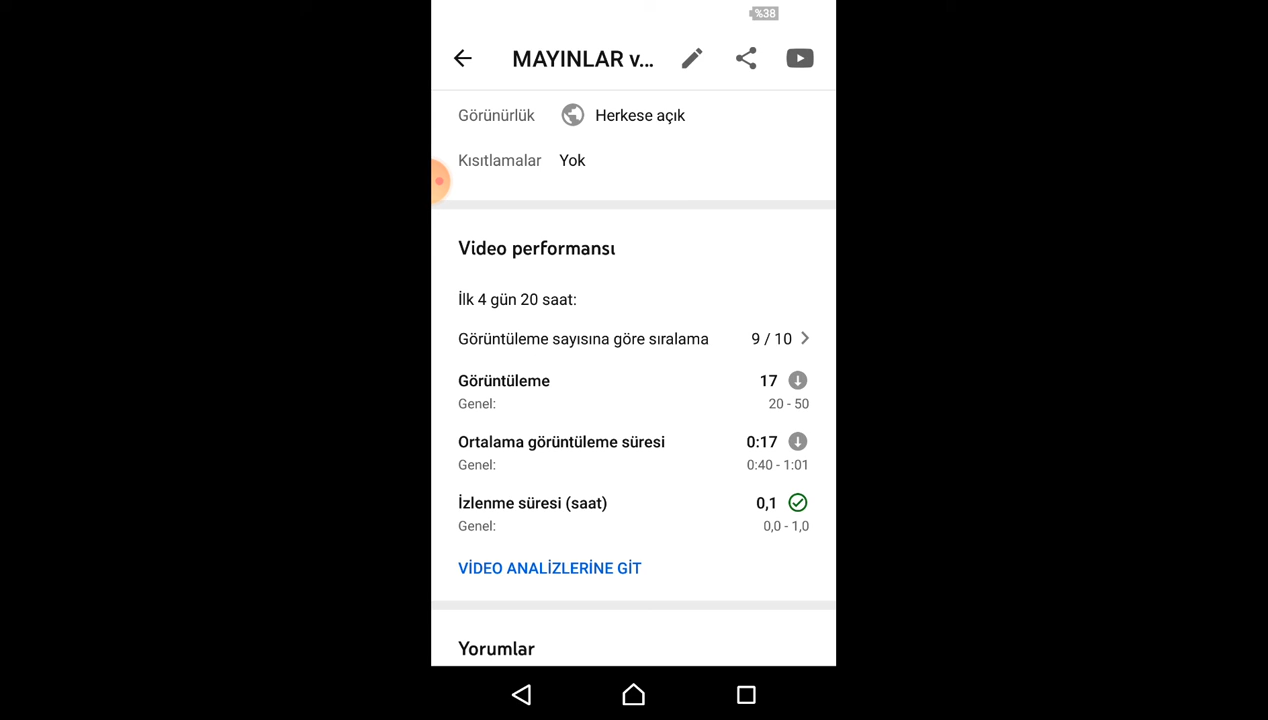 %38
MAYINLAR v...
Görünürlük Herkese açık
Kısıtlamalar Yok
Video performansı
İlk 4 gün 20 saat:
Görüntüleme sayısına göre sıralama 9 / 10
Görüntüleme 17
Genel: 20 - 50
Ortalama görüntüleme süresi 0:17
Genel: 0:40 - 1:01
İzlenme süresi (saat) 0,1
Genel: 0,0 - 1,0
VİDEO ANALİZLERİNE GİT
Yorumlar